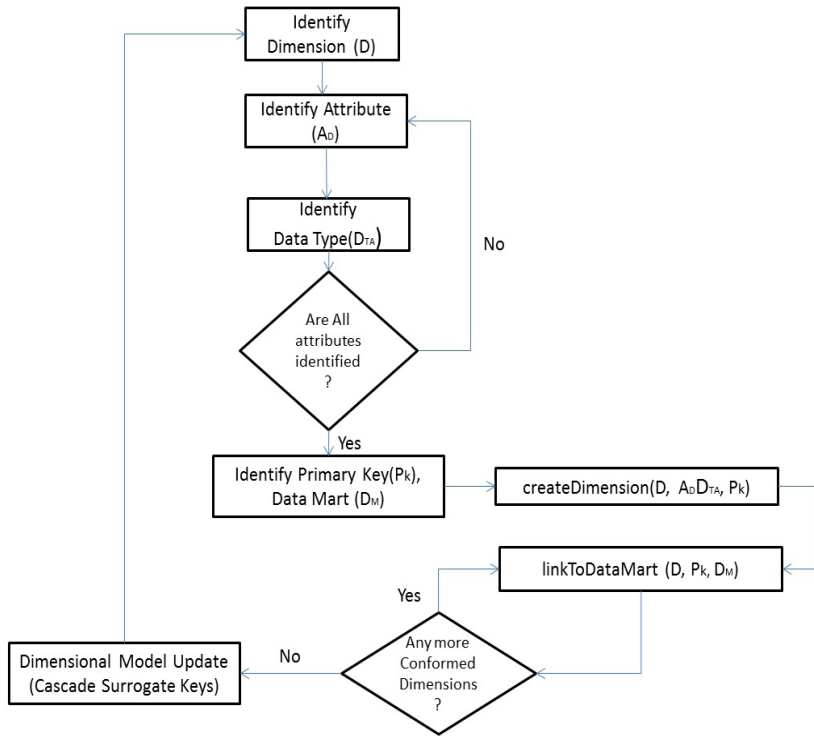 Identify
Dimension (D)
Identify Attribute
(AD)
Identify
Data Type(DTA)
No
Are All
attributes
identified
?
Yes
Identify Primary Key(Pk),
Data Mart (DM)
createDimension(D, ADDTA, Pk)
linkToDataMart (D, Pk, DM)
Yes
Any more
Conformed
Dimensions
?
No
Dimensional Model Update
(Cascade Surrogate Keys)